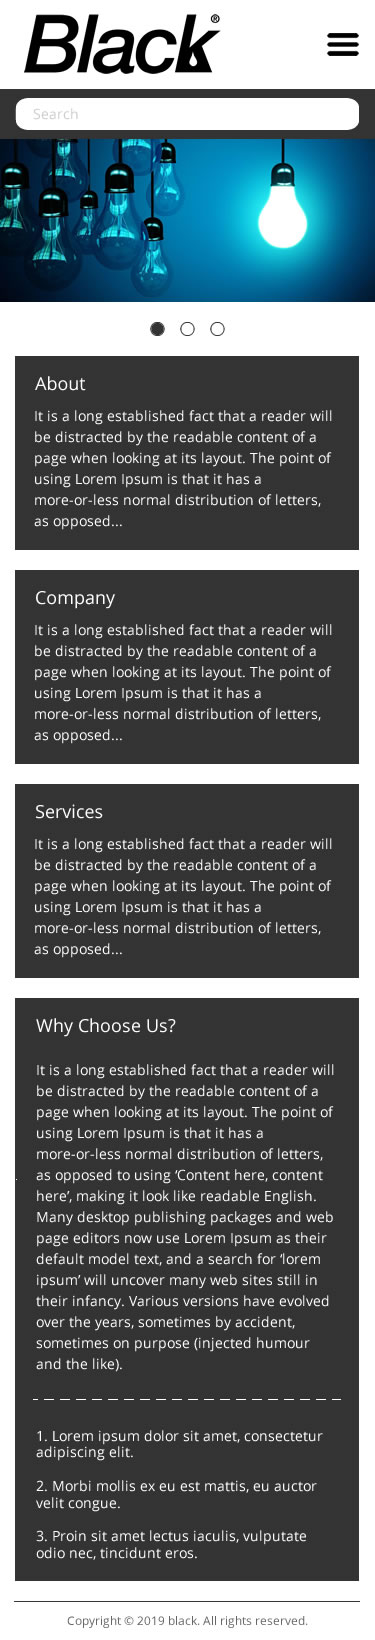 Black®
Search
About
It is a long established fact that a reader will
be distracted by the readable content of a
page when looking at its layout. The point of
using Lorem Ipsum is that it has a
more-or-less normal distribution of letters,
as opposed...
Company
It is a long established fact that a reader will
be distracted by the readable content of a
page when looking at its layout. The point of
using Lorem Ipsum is that it has a
more-or-less normal distribution of letters,
as opposed...
Services
It is a long established fact that a reader will
be distracted by the readable content of a
page when looking at its layout. The point of
using Lorem Ipsum is that it has a
more-or-less normal distribution of letters,
as opposed...
Why Choose Us?
It is a long established fact that a reader will
be distracted by the readable content of a
page when looking at its layout. The point of
using Lorem Ipsum is that it has a
more-or-less normal distribution of letters,
as opposed to using ‘Content here, content
here’, making it look like readable English.
Many desktop publishing packages and web
page editors now use Lorem Ipsum as their
default model text, and a search for ‘lorem
ipsum’ will uncover many web sites still in
their infancy. Various versions have evolved
over the years, sometimes by accident,
sometimes on purpose (injected humour
and the like).
1. Lorem ipsum dolor sit amet, consectetur
adipiscing elit.
2. Morbi mollis ex eu est mattis, eu auctor
velit congue.
3. Proin sit amet lectus iaculis, vulputate
odio nec, tincidunt eros.
Copyright © 2019 black. All rights reserved.